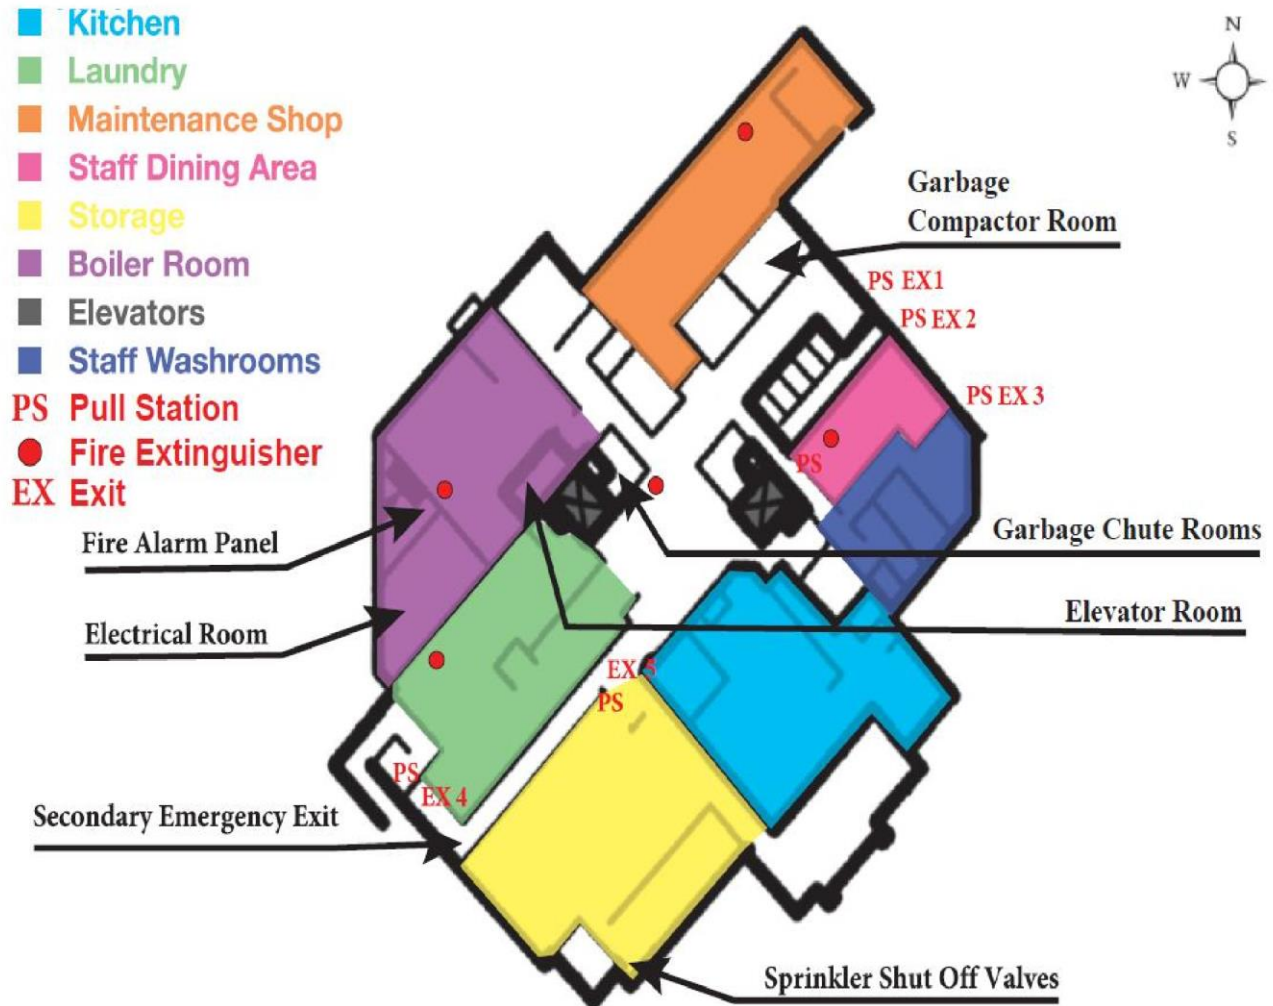 Kitchen
Laundry
Maintenance Shop
Staff Dining Area
Storage
Boiler Room
Elevators
Staff Washrooms
PS Pull Station
Fire Extinguisher
EX Exit
N
W
S
Garbage
Compactor Room
PS EX1
PS EX 2
PS EX 3
PS
Fire Alarm Panel
Garbage Chute Rooms
Electrical Room
Elevator Room
EX 5
PS
PS
EX 4
Secondary Emergency Exit
Sprinkler Shut Off Valves